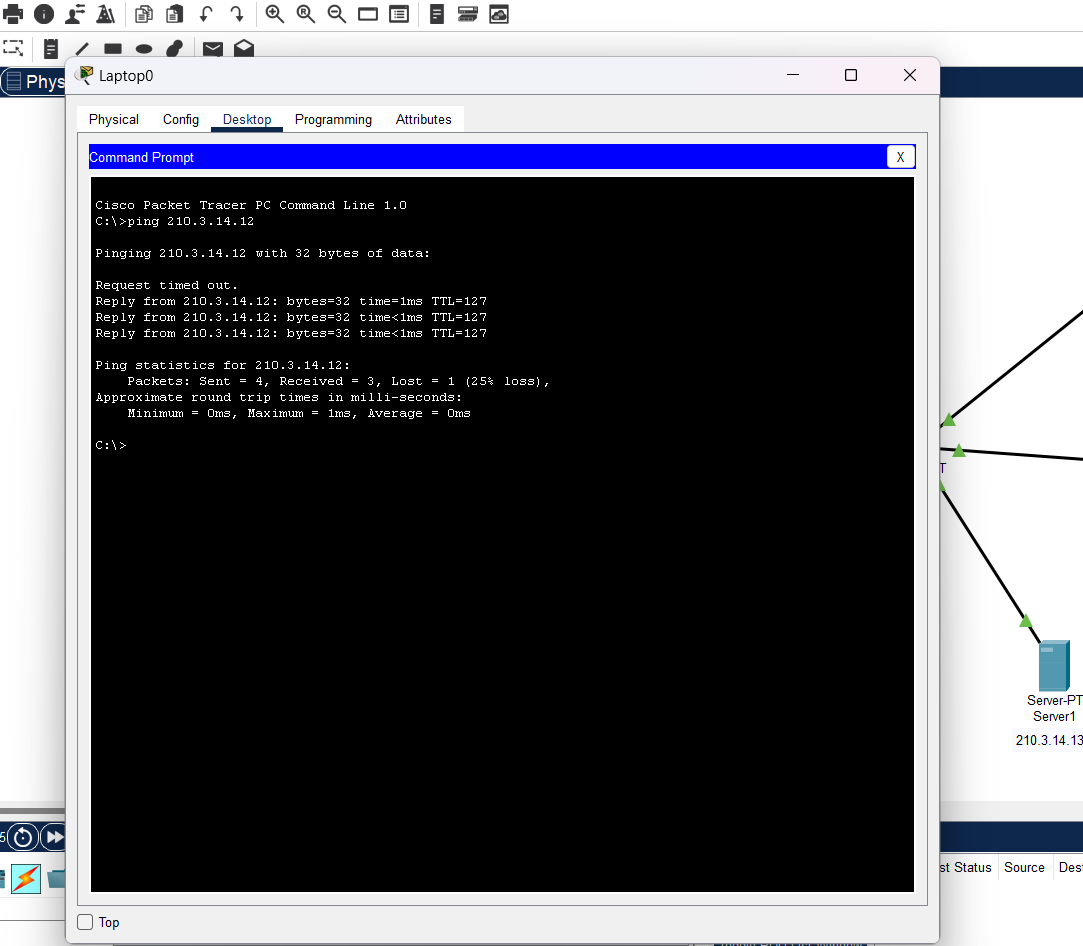 Phys
Laptop0
Physical Config Desktop Programming Attributes
Command Prompt X
Cisco Packet Tracer PC Command Line 1.0
C:\>ping 210.3.14.12
Pinging 210.3.14.12 with 32 bytes of data:
Request timed out.
Reply from 210.3.14.12: bytes=32 time=1ms TTL=127
Reply from 210.3.14.12: bytes=32 time<1ms TTL=127
Reply from 210.3.14.12: bytes=32 time<1ms TTL=127
Ping statistics for 210.3.14.12:
Packets: Sent = 4, Received = 3, Lost = 1 (25% loss),
Approximate round trip times in milli-seconds:
Minimum = 0ms, Maximum = 1ms, Average = 0ms
C:\>
T
Server-PT
Server1
210.3.14.13
5
st Status Source Dest
Top